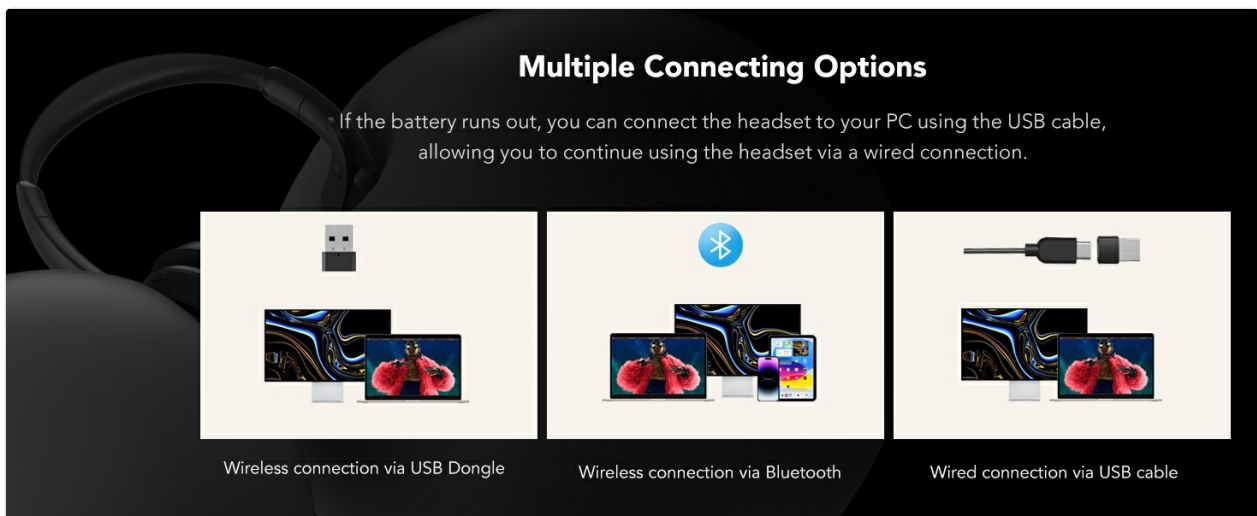 Multiple Connecting Options
If the battery runs out, you can connect the headset to your PC using the USB cable,
allowing you to continue using the headset via a wired connection.
Wireless connection via USB Dongle
Wireless connection via Bluetooth
Wired connection via USB cable